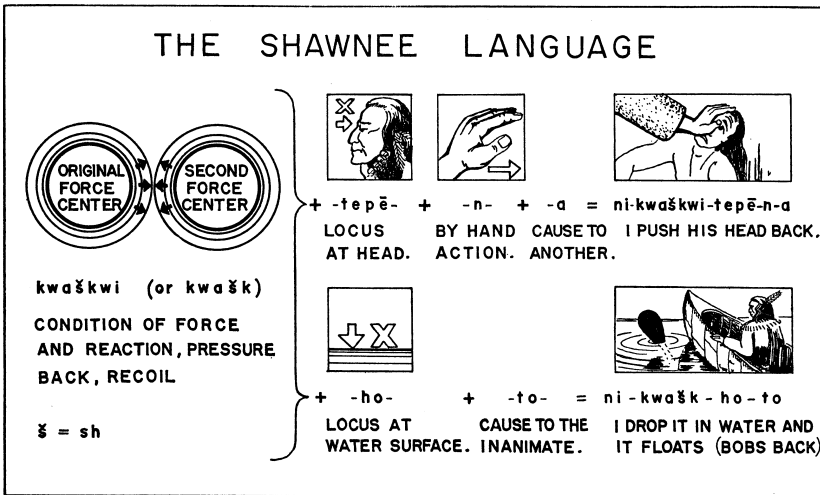 THE SHAWNEE LANGUAGE
ORIGINAL
FORCE
CENTER
SECOND
FORCE
CENTER
kwaškwi (or kwašk)
CONDITION OF FORCE
AND REACTION, PRESSURE
BACK, RECOIL
š = sh
X
+ -tepē- + -n- + -a = ni-kwaškwi-tepē-n-a
LOCUS BY HAND CAUSE TO I PUSH HIS HEAD BACK.
AT HEAD. ACTION. ANOTHER.
X
+ -ho- + -to- = ni-kwašk-ho-to
LOCUS AT CAUSE TO THE I DROP IT IN WATER AND
WATER SURFACE. INANIMATE. IT FLOATS (BOBS BACK)